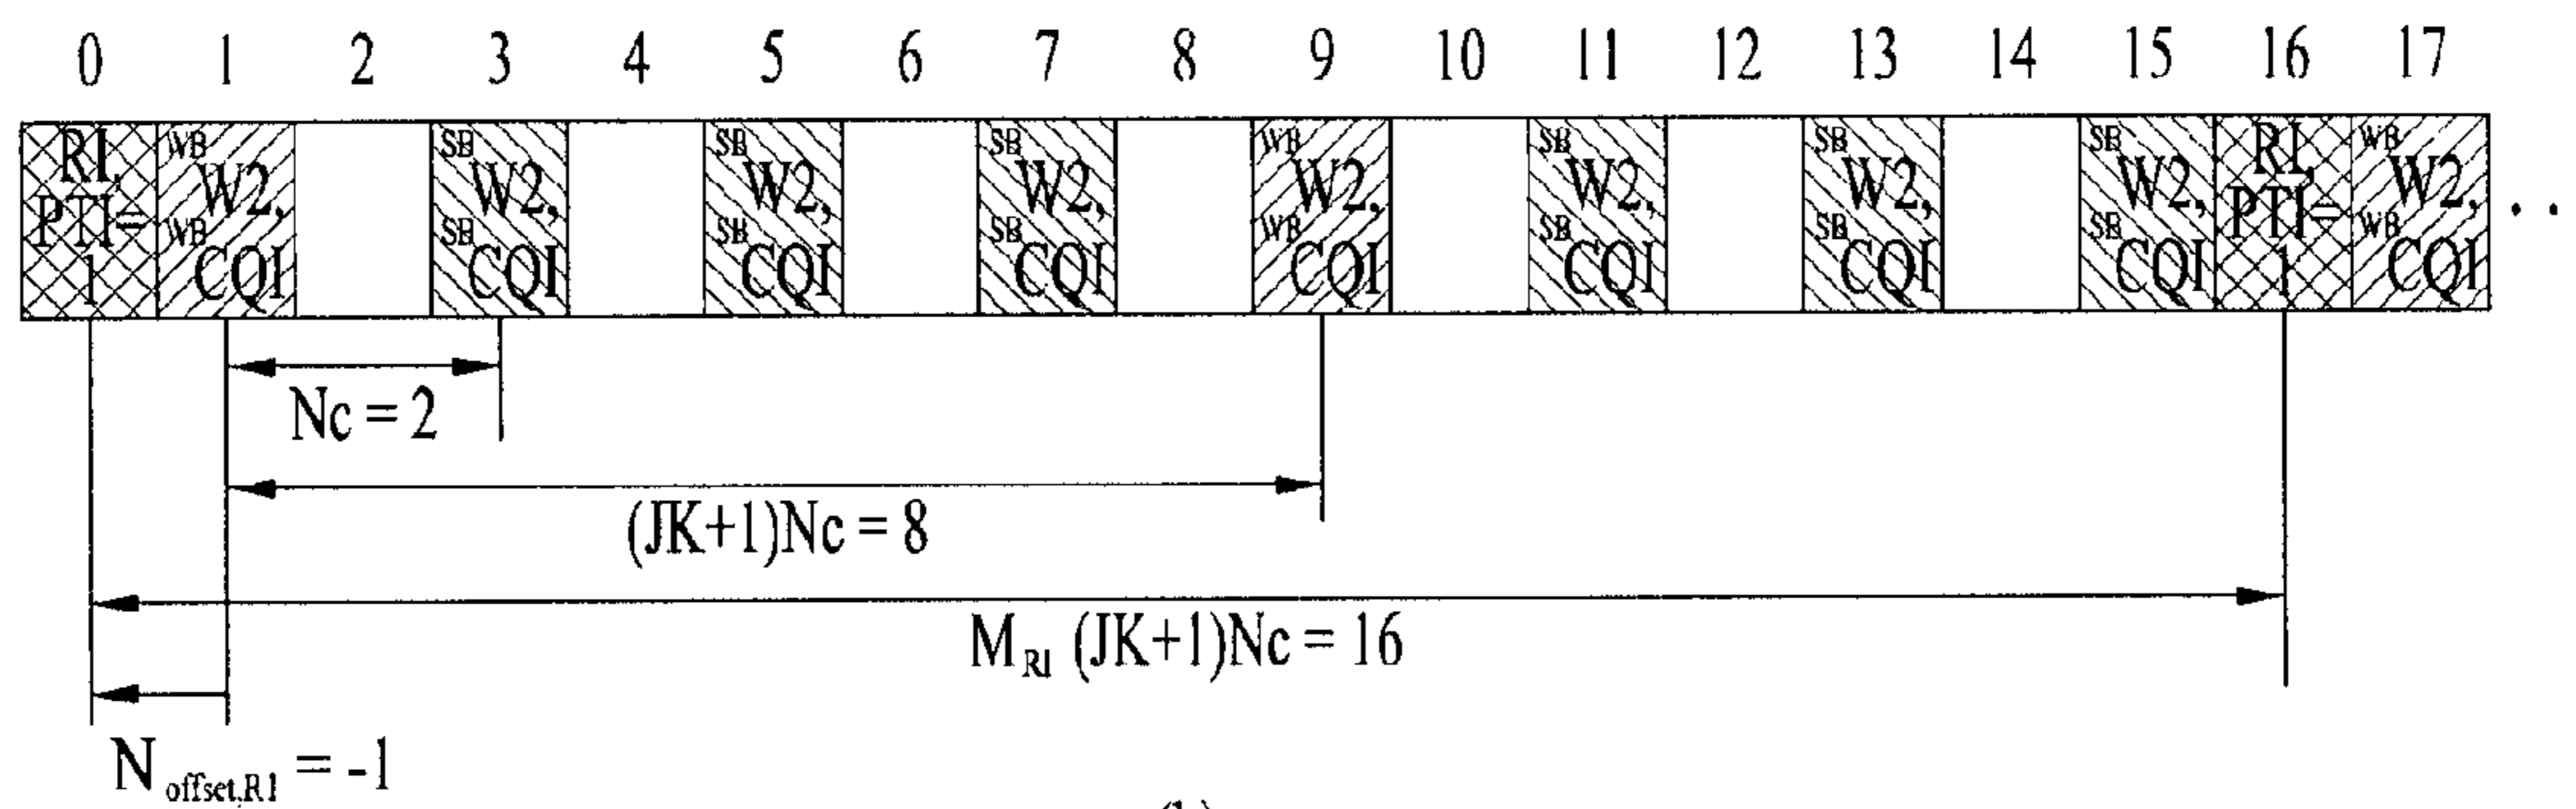 0 1 2 3 4 5 6 7 8 9 10 11 12 13 14 15 16 17
RI, PTI= 1
WB W2, WB CQI
SB W2, SB CQI
SB W2, SB CQI
SB W2, SB CQI
WB W2, WB CQI
SB W2, SB CQI
SB W2, SB CQI
SB W2, SB CQI
RI, PTI= 1
WB W2, WB CQI
. .
Nc = 2
(JK+1)Nc = 8
M RI (JK+1)Nc = 16
N offset,RI = -1